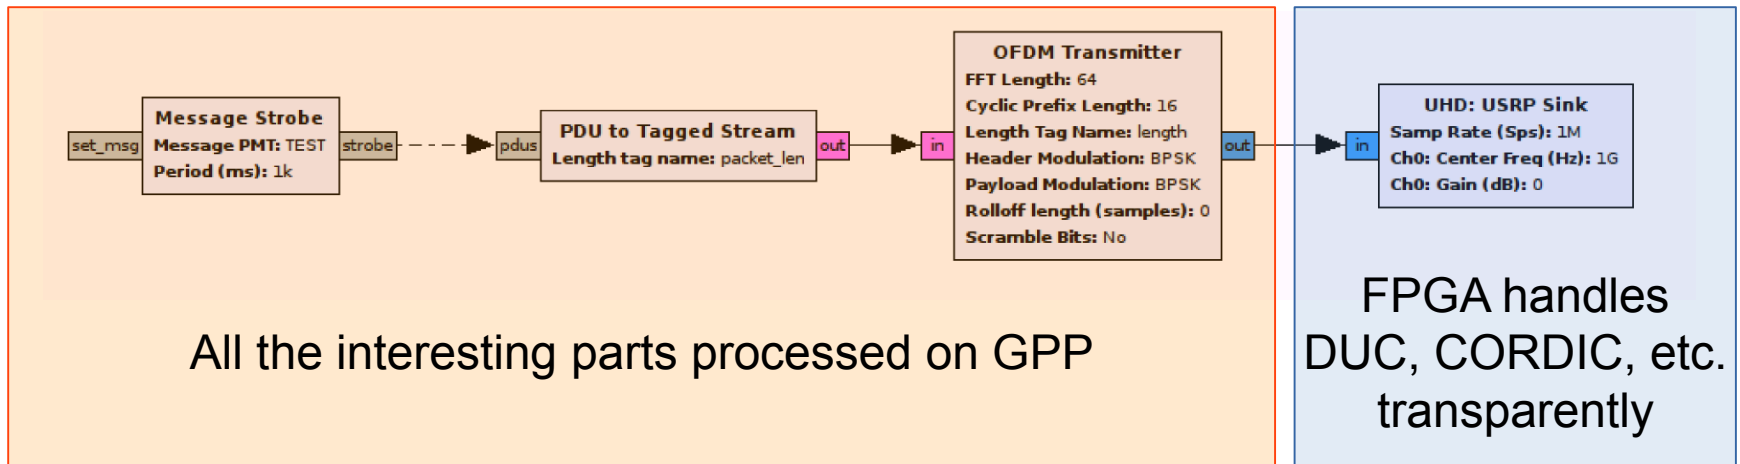 set_msg
Message Strobe
Message PMT: TEST
Period (ms): 1k
strobe
pdus
PDU to Tagged Stream
Length tag name: packet_len
out
in
OFDM Transmitter
FFT Length: 64
Cyclic Prefix Length: 16
Length Tag Name: length
Header Modulation: BPSK
Payload Modulation: BPSK
Rolloff length (samples): 0
Scramble Bits: No
out
in
UHD: USRP Sink
Samp Rate (Sps): 1M
Ch0: Center Freq (Hz): 1G
Ch0: Gain (dB): 0
All the interesting parts processed on GPP
FPGA handles
DUC, CORDIC, etc.
transparently